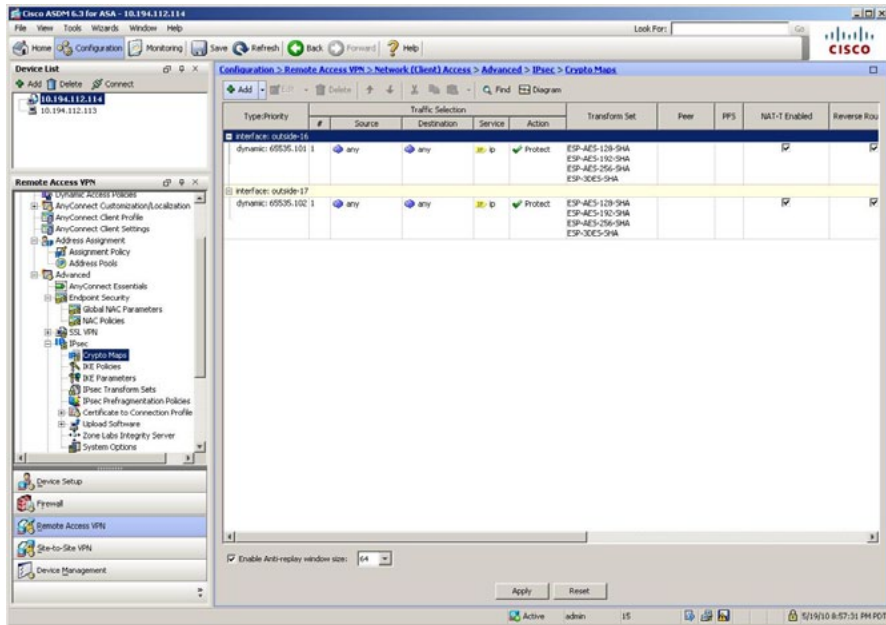 Cisco ASDM 6.3 for ASA - 10.194.112.114
File View Tools Wizards Window Help
Look For:
Go
Home Configuration Monitoring Save Refresh Back Forward Help
CISCO
Device List
Add Delete Connect
10.194.112.114
10.194.112.113
Configuration > Remote Access VPN > Network (Client) Access > Advanced > IPsec > Crypto Maps
Add Edit Delete Find Diagram
Type:Priority Traffic Selection Transform Set Peer PFS NAT-T Enabled Reverse Rou
# Source Destination Service Action
interface: outside-16
dynamic: 65535.101 1 any any ip Protect ESP-AES-128-SHA
ESP-AES-192-SHA
ESP-AES-256-SHA
ESP-3DES-SHA
interface: outside-17
dynamic: 65535.102 1 any any ip Protect ESP-AES-128-SHA
ESP-AES-192-SHA
ESP-AES-256-SHA
ESP-3DES-SHA
Remote Access VPN
Dynamic Access Policies
AnyConnect Customization/Localization
AnyConnect Client Profile
AnyConnect Client Settings
Address Assignment
Assignment Policy
Address Pools
Advanced
AnyConnect Essentials
Endpoint Security
Global NAC Parameters
NAC Policies
SSL VPN
IPsec
Crypto Maps
IKE Policies
IKE Parameters
IPsec Transform Sets
IPsec Prefragmentation Policies
Certificate to Connection Profile
Upload Software
Zone Labs Integrity Server
System Options
Device Setup
Firewall
Remote Access VPN
Site-to-Site VPN
Device Management
Enable Anti-replay window size: 64
Apply Reset
Active admin 15 5/19/10 8:57:31 PM PDT